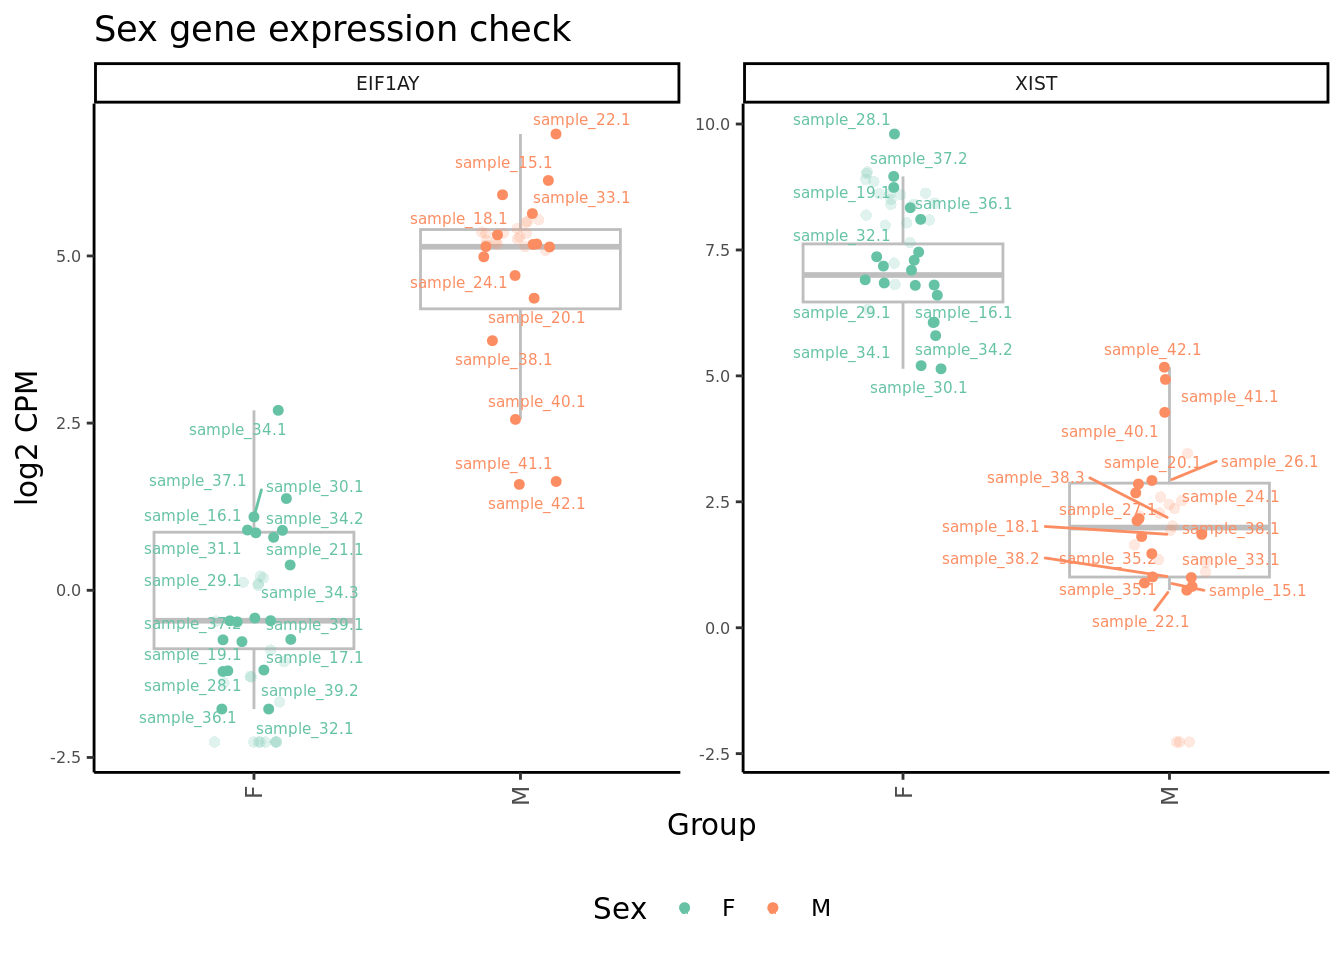 Sex gene expression check
EIF1AY
XIST
log2 CPM
5.0
2.5
0.0
-2.5
sample_22.1
sample_15.1
sample_33.1
sample_18.1
sample_24.1
sample_20.1
sample_38.1
sample_40.1
sample_34.1
sample_41.1
sample_37.1
sample_30.1
sample_42.1
sample_16.1
sample_34.2
sample_31.1
sample_21.1
sample_29.1
sample_34.3
sample_37.2
sample_39.1
sample_19.1
sample_17.1
sample_28.1
sample_39.2
sample_36.1
sample_32.1
F
M
10.0
7.5
5.0
2.5
0.0
-2.5
sample_28.1
sample_37.2
sample_19.1
sample_36.1
sample_32.1
sample_29.1
sample_16.1
sample_34.1
sample_34.2
sample_42.1
sample_30.1
sample_41.1
sample_40.1
sample_20.1
sample_26.1
sample_38.3
sample_24.1
sample_27.1
sample_18.1
sample_38.1
sample_38.2
sample_35.2
sample_33.1
sample_35.1
sample_15.1
sample_22.1
F
M
Group
Sex F M